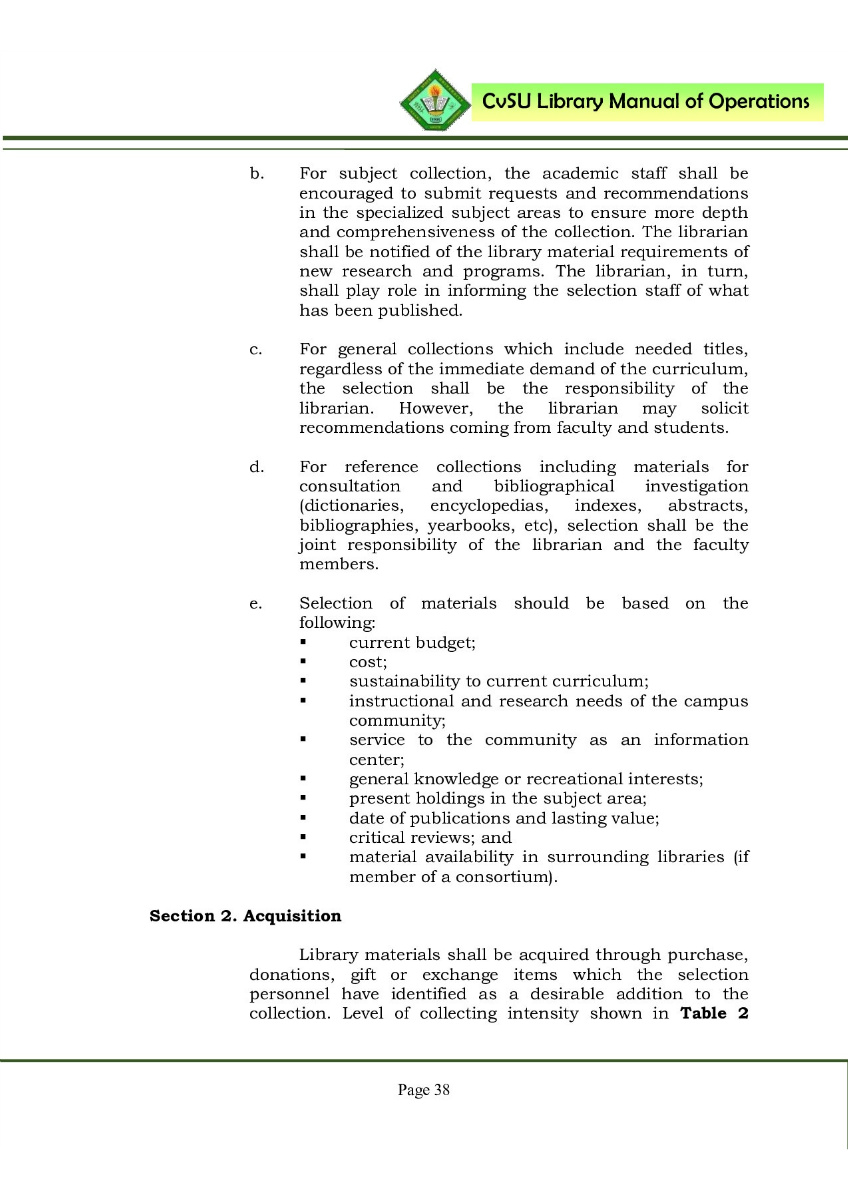 CvSU Library Manual of Operations
b. For subject collection, the academic staff shall be
encouraged to submit requests and recommendations
in the specialized subject areas to ensure more depth
and comprehensiveness of the collection. The librarian
shall be notified of the library material requirements of
new research and programs. The librarian, in turn,
shall play role in informing the selection staff of what
has been published.
c. For general collections which include needed titles,
regardless of the immediate demand of the curriculum,
the selection shall be the responsibility of the
librarian. However, the librarian may solicit
recommendations coming from faculty and students.
d. For reference collections including materials for
consultation and bibliographical investigation
(dictionaries, encyclopedias, indexes, abstracts,
bibliographies, yearbooks, etc), selection shall be the
joint responsibility of the librarian and the faculty
members.
e. Selection of materials should be based on the
following:
▪ current budget;
▪ cost;
▪ sustainability to current curriculum;
▪ instructional and research needs of the campus
community;
▪ service to the community as an information
center;
▪ general knowledge or recreational interests;
▪ present holdings in the subject area;
▪ date of publications and lasting value;
▪ critical reviews; and
▪ material availability in surrounding libraries (if
member of a consortium).
Section 2. Acquisition
Library materials shall be acquired through purchase,
donations, gift or exchange items which the selection
personnel have identified as a desirable addition to the
collection. Level of collecting intensity shown in Table 2
Page 38